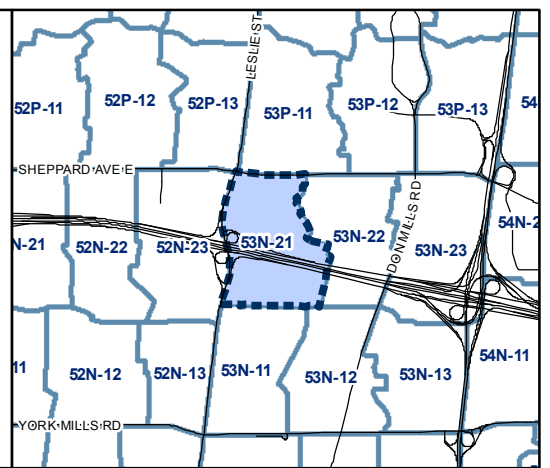 LESLIE ST
52P-11
52P-12
52P-13
53P-11
53P-12
53P-13
54
SHEPPARD AVE E
DON MILLS RD
N-21
52N-22
52N-23
53N-21
53N-22
53N-23
54N-2
11
52N-12
52N-13
53N-11
53N-12
53N-13
54N-11
YORK MILLS RD